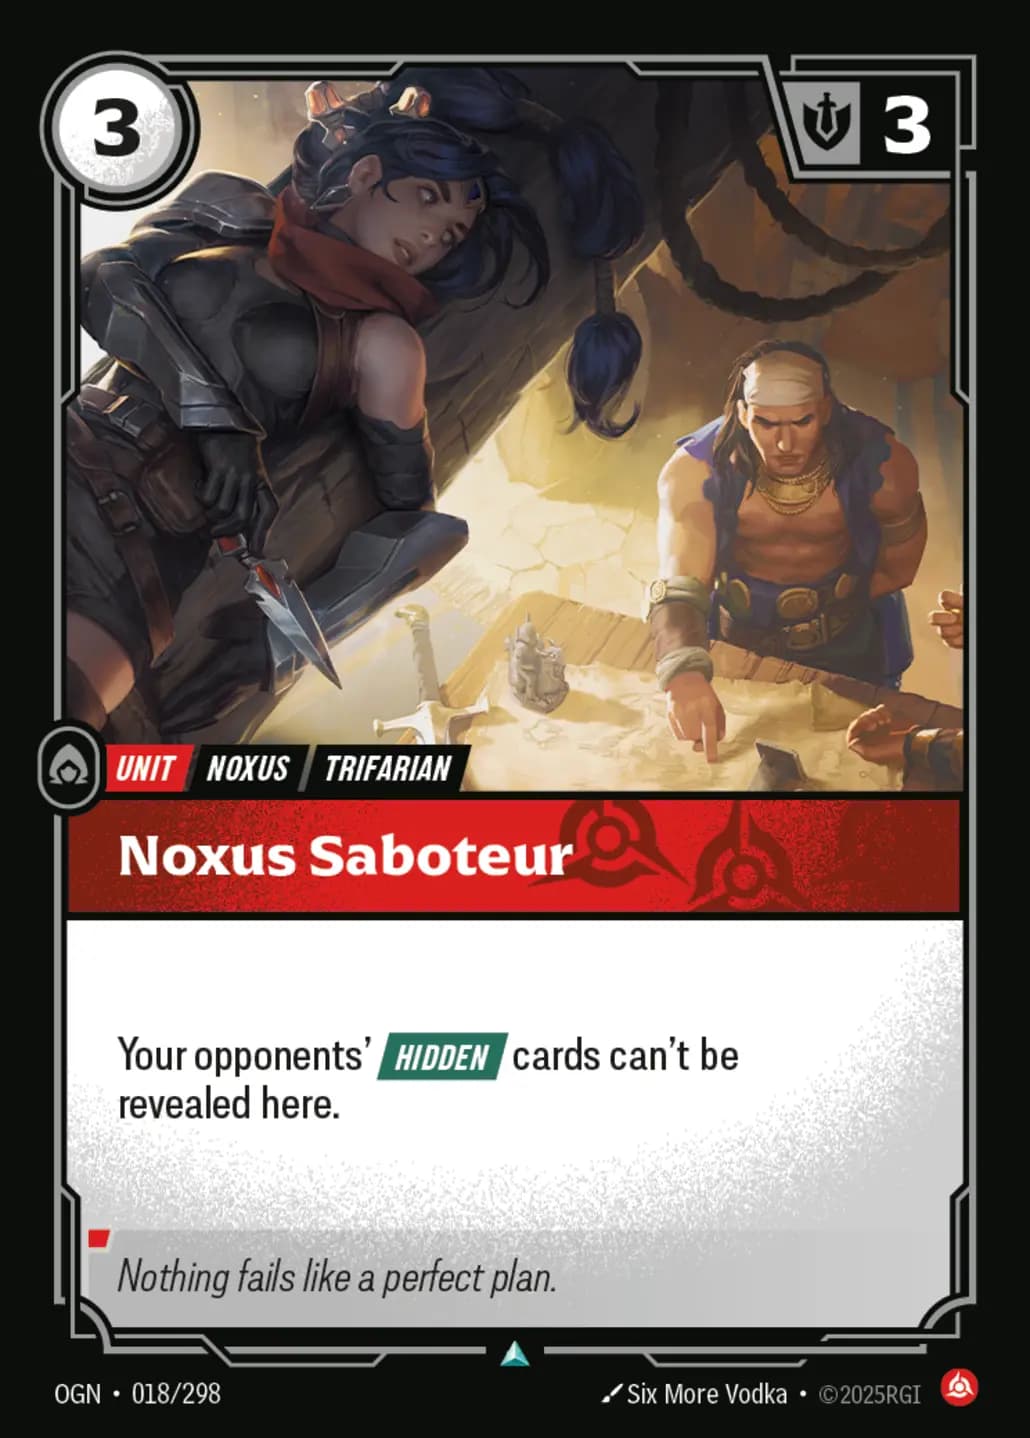 3
3
UNIT
NOXUS
TRIFARIAN
Noxus Saboteur
Your opponents’ HIDDEN cards can’t be
revealed here.
Nothing fails like a perfect plan.
OGN • 018/298
Six More Vodka • ©2025RGI